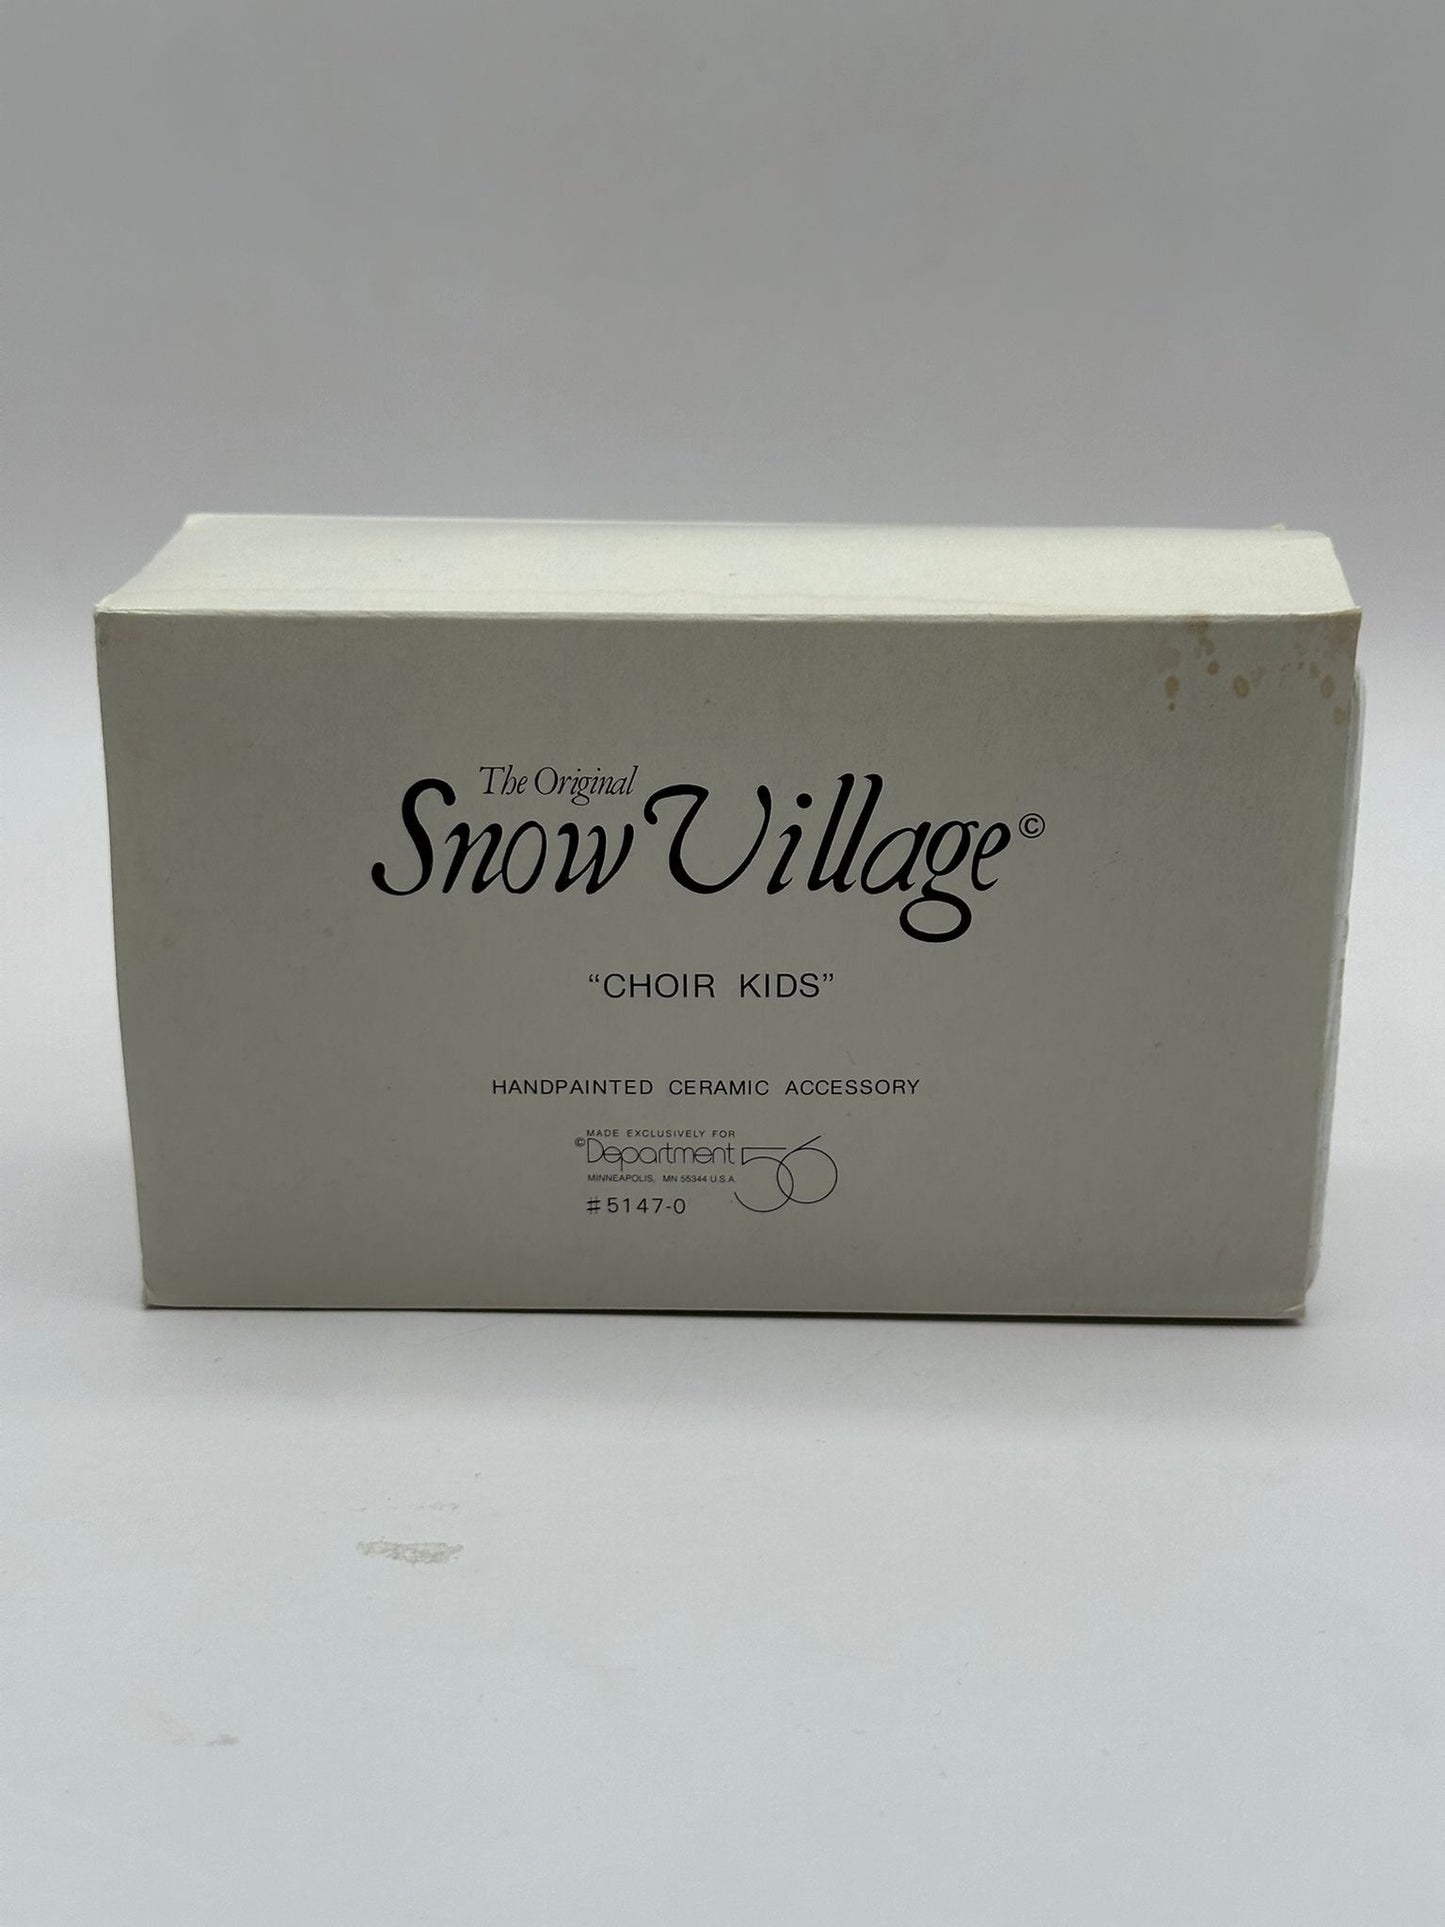 The Original
Snow Village©
“CHOIR KIDS”
HANDPAINTED CERAMIC ACCESSORY
MADE EXCLUSIVELY FOR
©Department 56
MINNEAPOLIS, MN 55344 U.S.A.
#5147-0